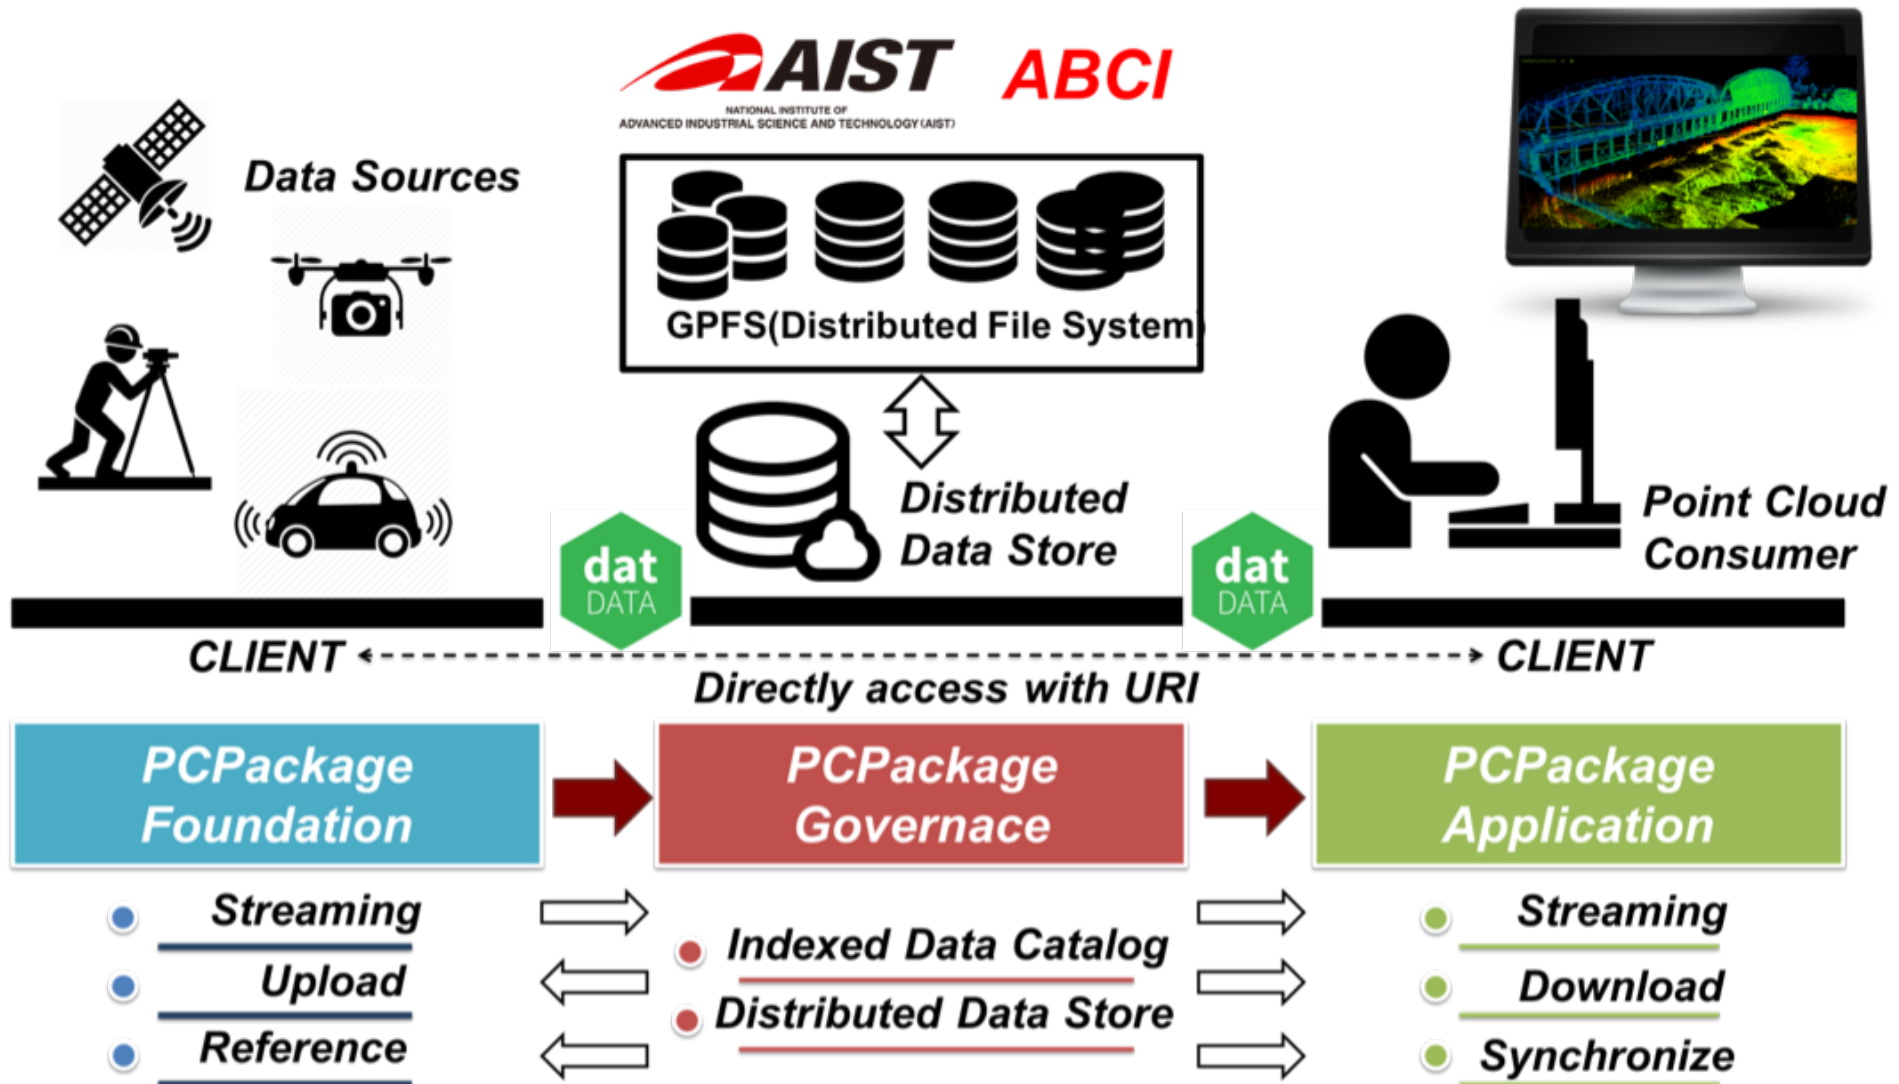 AIST
ABCI
NATIONAL INSTITUTE OF
ADVANCED INDUSTRIAL SCIENCE AND TECHNOLOGY (AIST)
Data Sources
GPFS(Distributed File System)
Distributed
Data Store
Point Cloud
Consumer
dat
DATA
dat
DATA
CLIENT
CLIENT
Directly access with URI
PCPackage
Foundation
PCPackage
Governace
PCPackage
Application
Streaming
Upload
Reference
Indexed Data Catalog
Distributed Data Store
Streaming
Download
Synchronize